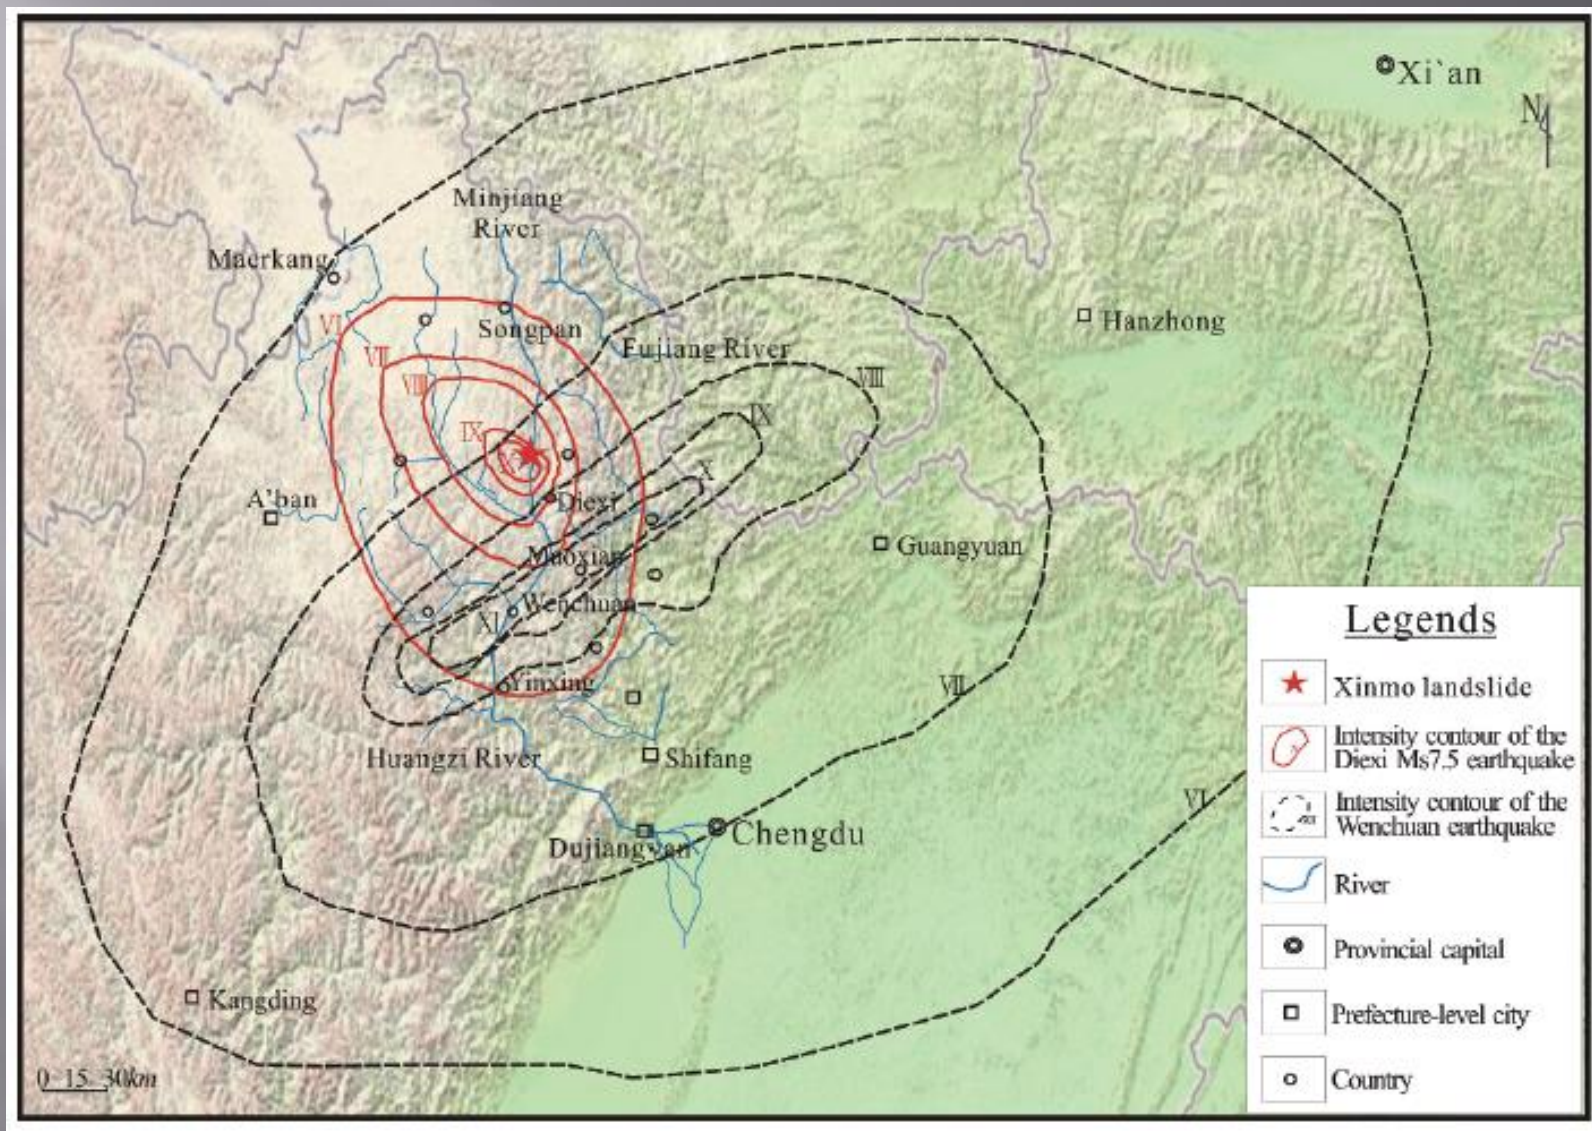 Xi`an
N
Minjiang
River
Maerkang
VI
Songpan
Hanzhong
VII
Fujiang River
VIII
VIII
IX
IX
X
A'ban
Diexi
Guangyuan
Maoxian
Wenchuan
XI
Yinxing
VII
Huangzi River
Shifang
VI
Dujiangyan
Chengdu
Kangding
0 15 30km
Legends
Xinmo landslide
Intensity contour of the
Diexi Ms7.5 earthquake
Intensity contour of the
Wenchuan earthquake
River
Provincial capital
Prefecture-level city
Country